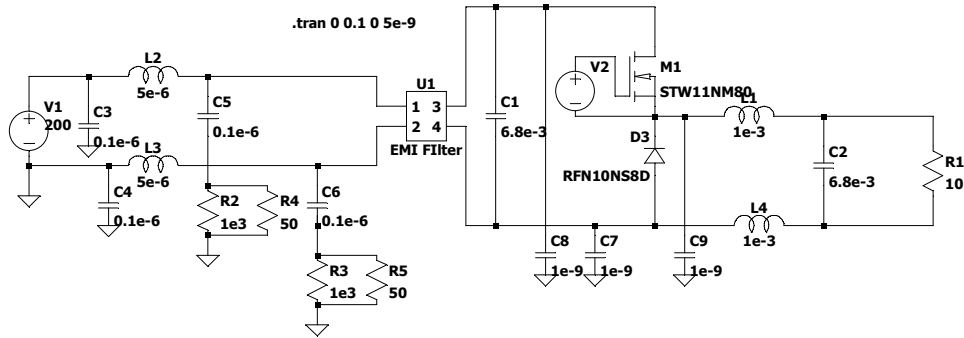 .tran 0 0.1 0 5e-9
L2
5e-6
V1
200
C3
0.1e-6
C5
0.1e-6
L3
5e-6
C4
0.1e-6
R2
1e3
R4
50
C6
0.1e-6
R3
1e3
R5
50
U1
1 3
2 4
EMI FIlter
C1
6.8e-3
V2
M1
STW11NM80
L1
1e-3
D3
RFN10NS8D
C2
6.8e-3
R1
10
L4
1e-3
C8
1e-9
C7
1e-9
C9
1e-9